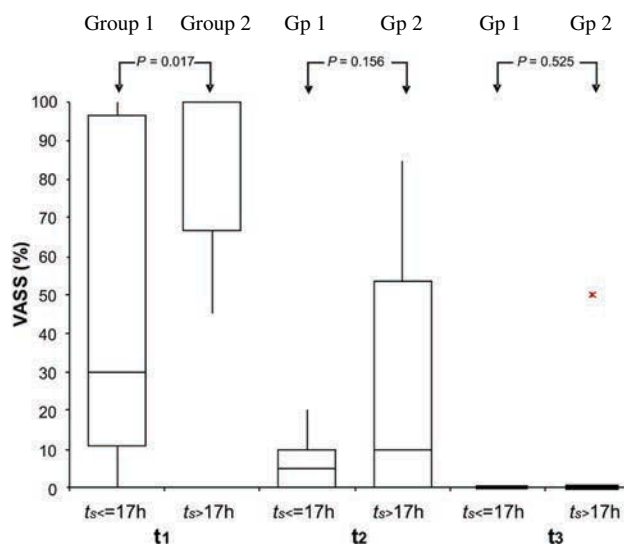 Group 1 Group 2 Gp 1 Gp 2 Gp 1 Gp 2
P = 0.017 P = 0.156 P = 0.525
100
90
80
70
60
50
40
30
20
10
0
VASS (%)
ts<=17h ts>17h ts<=17h ts>17h ts<=17h ts>17h
t1 t2 t3